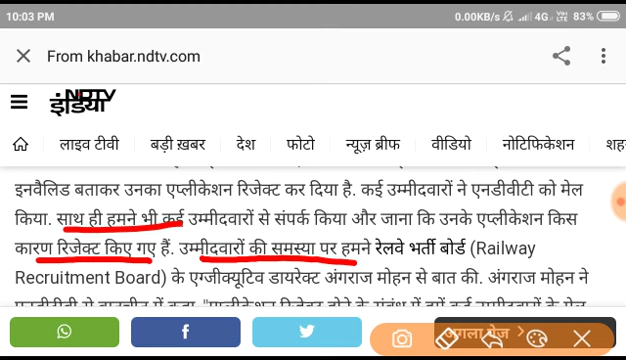 10:03 PM 0.00KB/s 4G VoLTE 83%
From khabar.ndtv.com
NDTV
इंडिया
लाइव टीवी बड़ी ख़बर देश फोटो न्यूज़ ब्रीफ वीडियो नोटिफिकेशन शह
इनवैलिड बताकर उनका एप्लीकेशन रिजेक्ट कर दिया है. कई उम्मीदवारों ने एनडीवीटी को मेल
किया. साथ ही हमने भी कई उम्मीदवारों से संपर्क किया और जाना कि उनके एप्लीकेशन किस
कारण रिजेक्ट किए गए हैं. उम्मीदवारों की समस्या पर हमने रेलवे भर्ती बोर्ड (Railway
Recruitment Board) के एग्जीक्यूटिव डायरेक्ट अंगराज मोहन से बात की. अंगराज मोहन ने